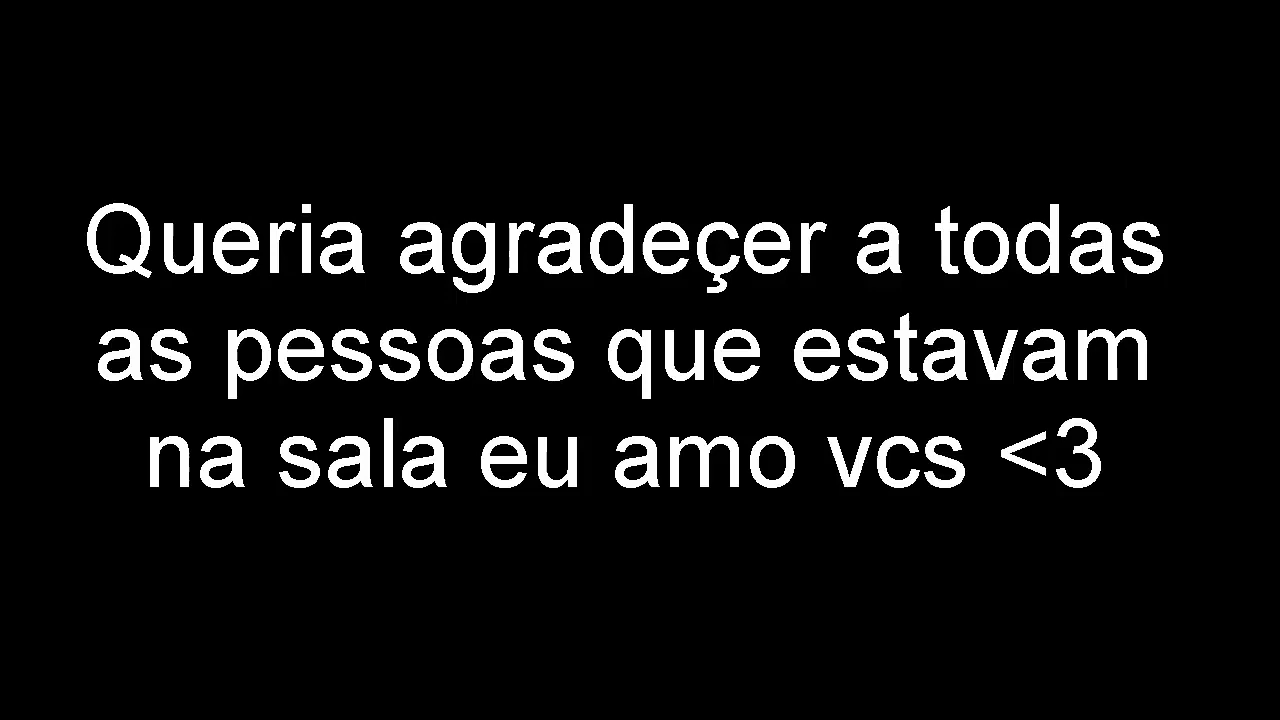 Queria agradeçer a todas
as pessoas que estavam
na sala eu amo vcs <3